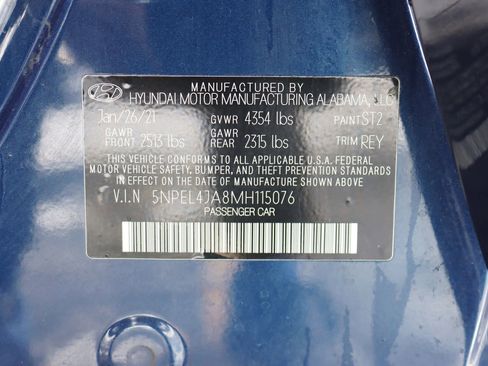 MANUFACTURED BY
HYUNDAI MOTOR MANUFACTURING ALABAMA, LLC
Jan/26/21 GVWR 4354 lbs PAINT ST2
GAWR GAWR
FRONT 2513 lbs REAR 2315 lbs TRIM REY
THIS VEHICLE CONFORMS TO ALL APPLICABLE U.S.A. FEDERAL
MOTOR VEHICLE SAFETY, BUMPER, AND THEFT PREVENTION STANDARDS
IN EFFECT ON THE DATE OF MANUFACTURE SHOWN ABOVE.
V.I.N 5NPEL4JA8MH115076
PASSENGER CAR